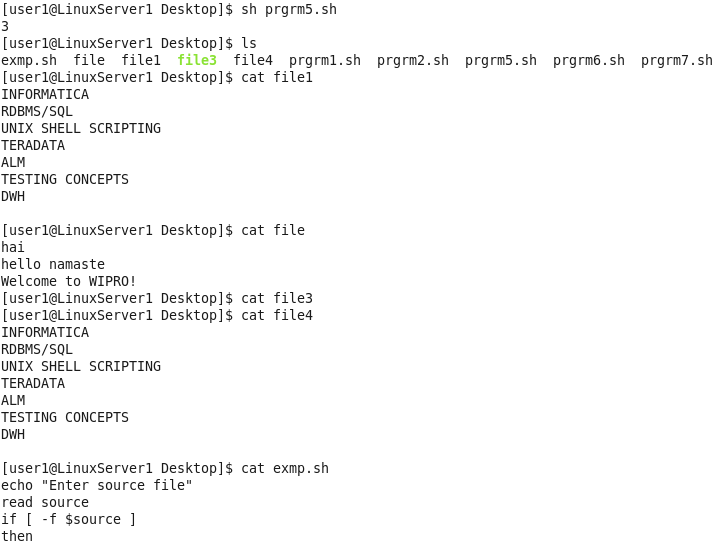 [user1@LinuxServer1 Desktop]$ sh prgrm5.sh
3
[user1@LinuxServer1 Desktop]$ ls
exmp.sh  file  file1  file3  file4  prgrm1.sh  prgrm2.sh  prgrm5.sh  prgrm6.sh  prgrm7.sh
[user1@LinuxServer1 Desktop]$ cat file1
INFORMATICA
RDBMS/SQL
UNIX SHELL SCRIPTING
TERADATA
ALM
TESTING CONCEPTS
DWH

[user1@LinuxServer1 Desktop]$ cat file
hai
hello namaste
Welcome to WIPRO!
[user1@LinuxServer1 Desktop]$ cat file3
[user1@LinuxServer1 Desktop]$ cat file4
INFORMATICA
RDBMS/SQL
UNIX SHELL SCRIPTING
TERADATA
ALM
TESTING CONCEPTS
DWH

[user1@LinuxServer1 Desktop]$ cat exmp.sh
echo "Enter source file"
read source
if [ -f $source ]
then